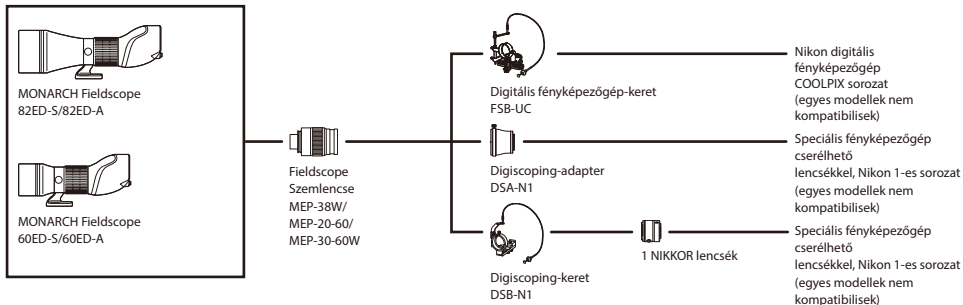 MONARCH Fieldscope
82ED-S/82ED-A
MONARCH Fieldscope
60ED-S/60ED-A
Fieldscope
Szemlencse
MEP-38W/
MEP-20-60/
MEP-30-60W
Digitális fényképezőgép-keret
FSB-UC
Digiscoping-adapter
DSA-N1
Digiscoping-keret
DSB-N1
1 NIKKOR lencsék
Nikon digitális
fényképezőgép
COOLPIX sorozat
(egyes modellek nem
kompatibilisek)
Speciális fényképezőgép
cserélhető
lencsékkel, Nikon 1-es sorozat
(egyes modellek nem
kompatibilisek)
Speciális fényképezőgép
cserélhető
lencsékkel, Nikon 1-es sorozat
(egyes modellek nem
kompatibilisek)